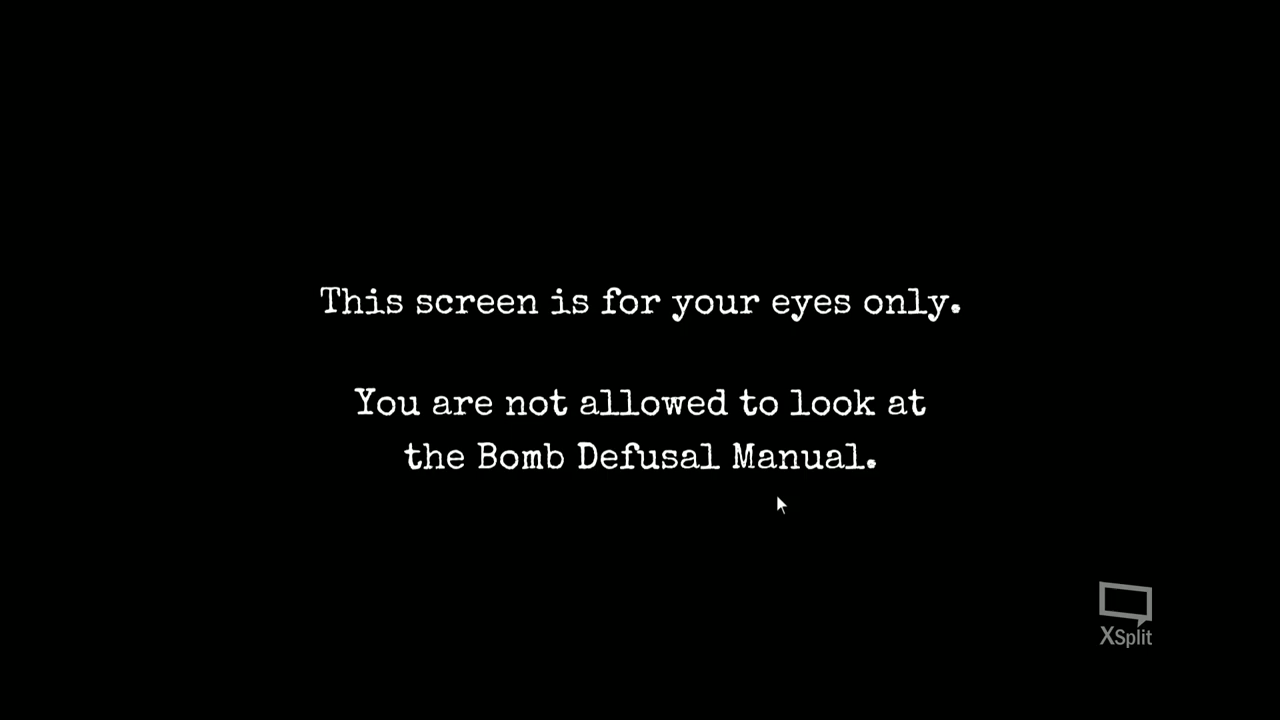 This screen is for your eyes only.
You are not allowed to look at
the Bomb Defusal Manual.
XSplit